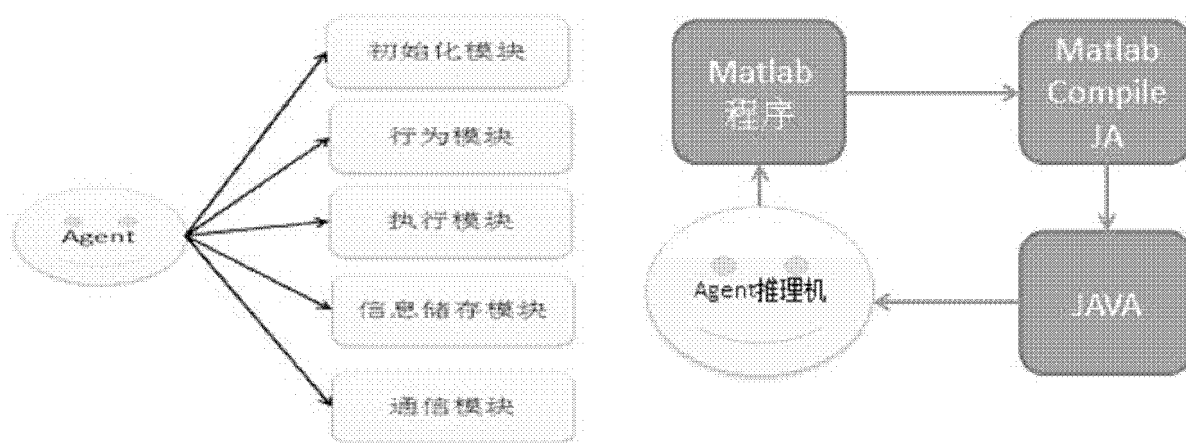 Agent
初始化模块
行为模块
执行模块
信息储存模块
通信模块
Matlab
程序
Matlab
Compile
JA
JAVA
Agent推理机